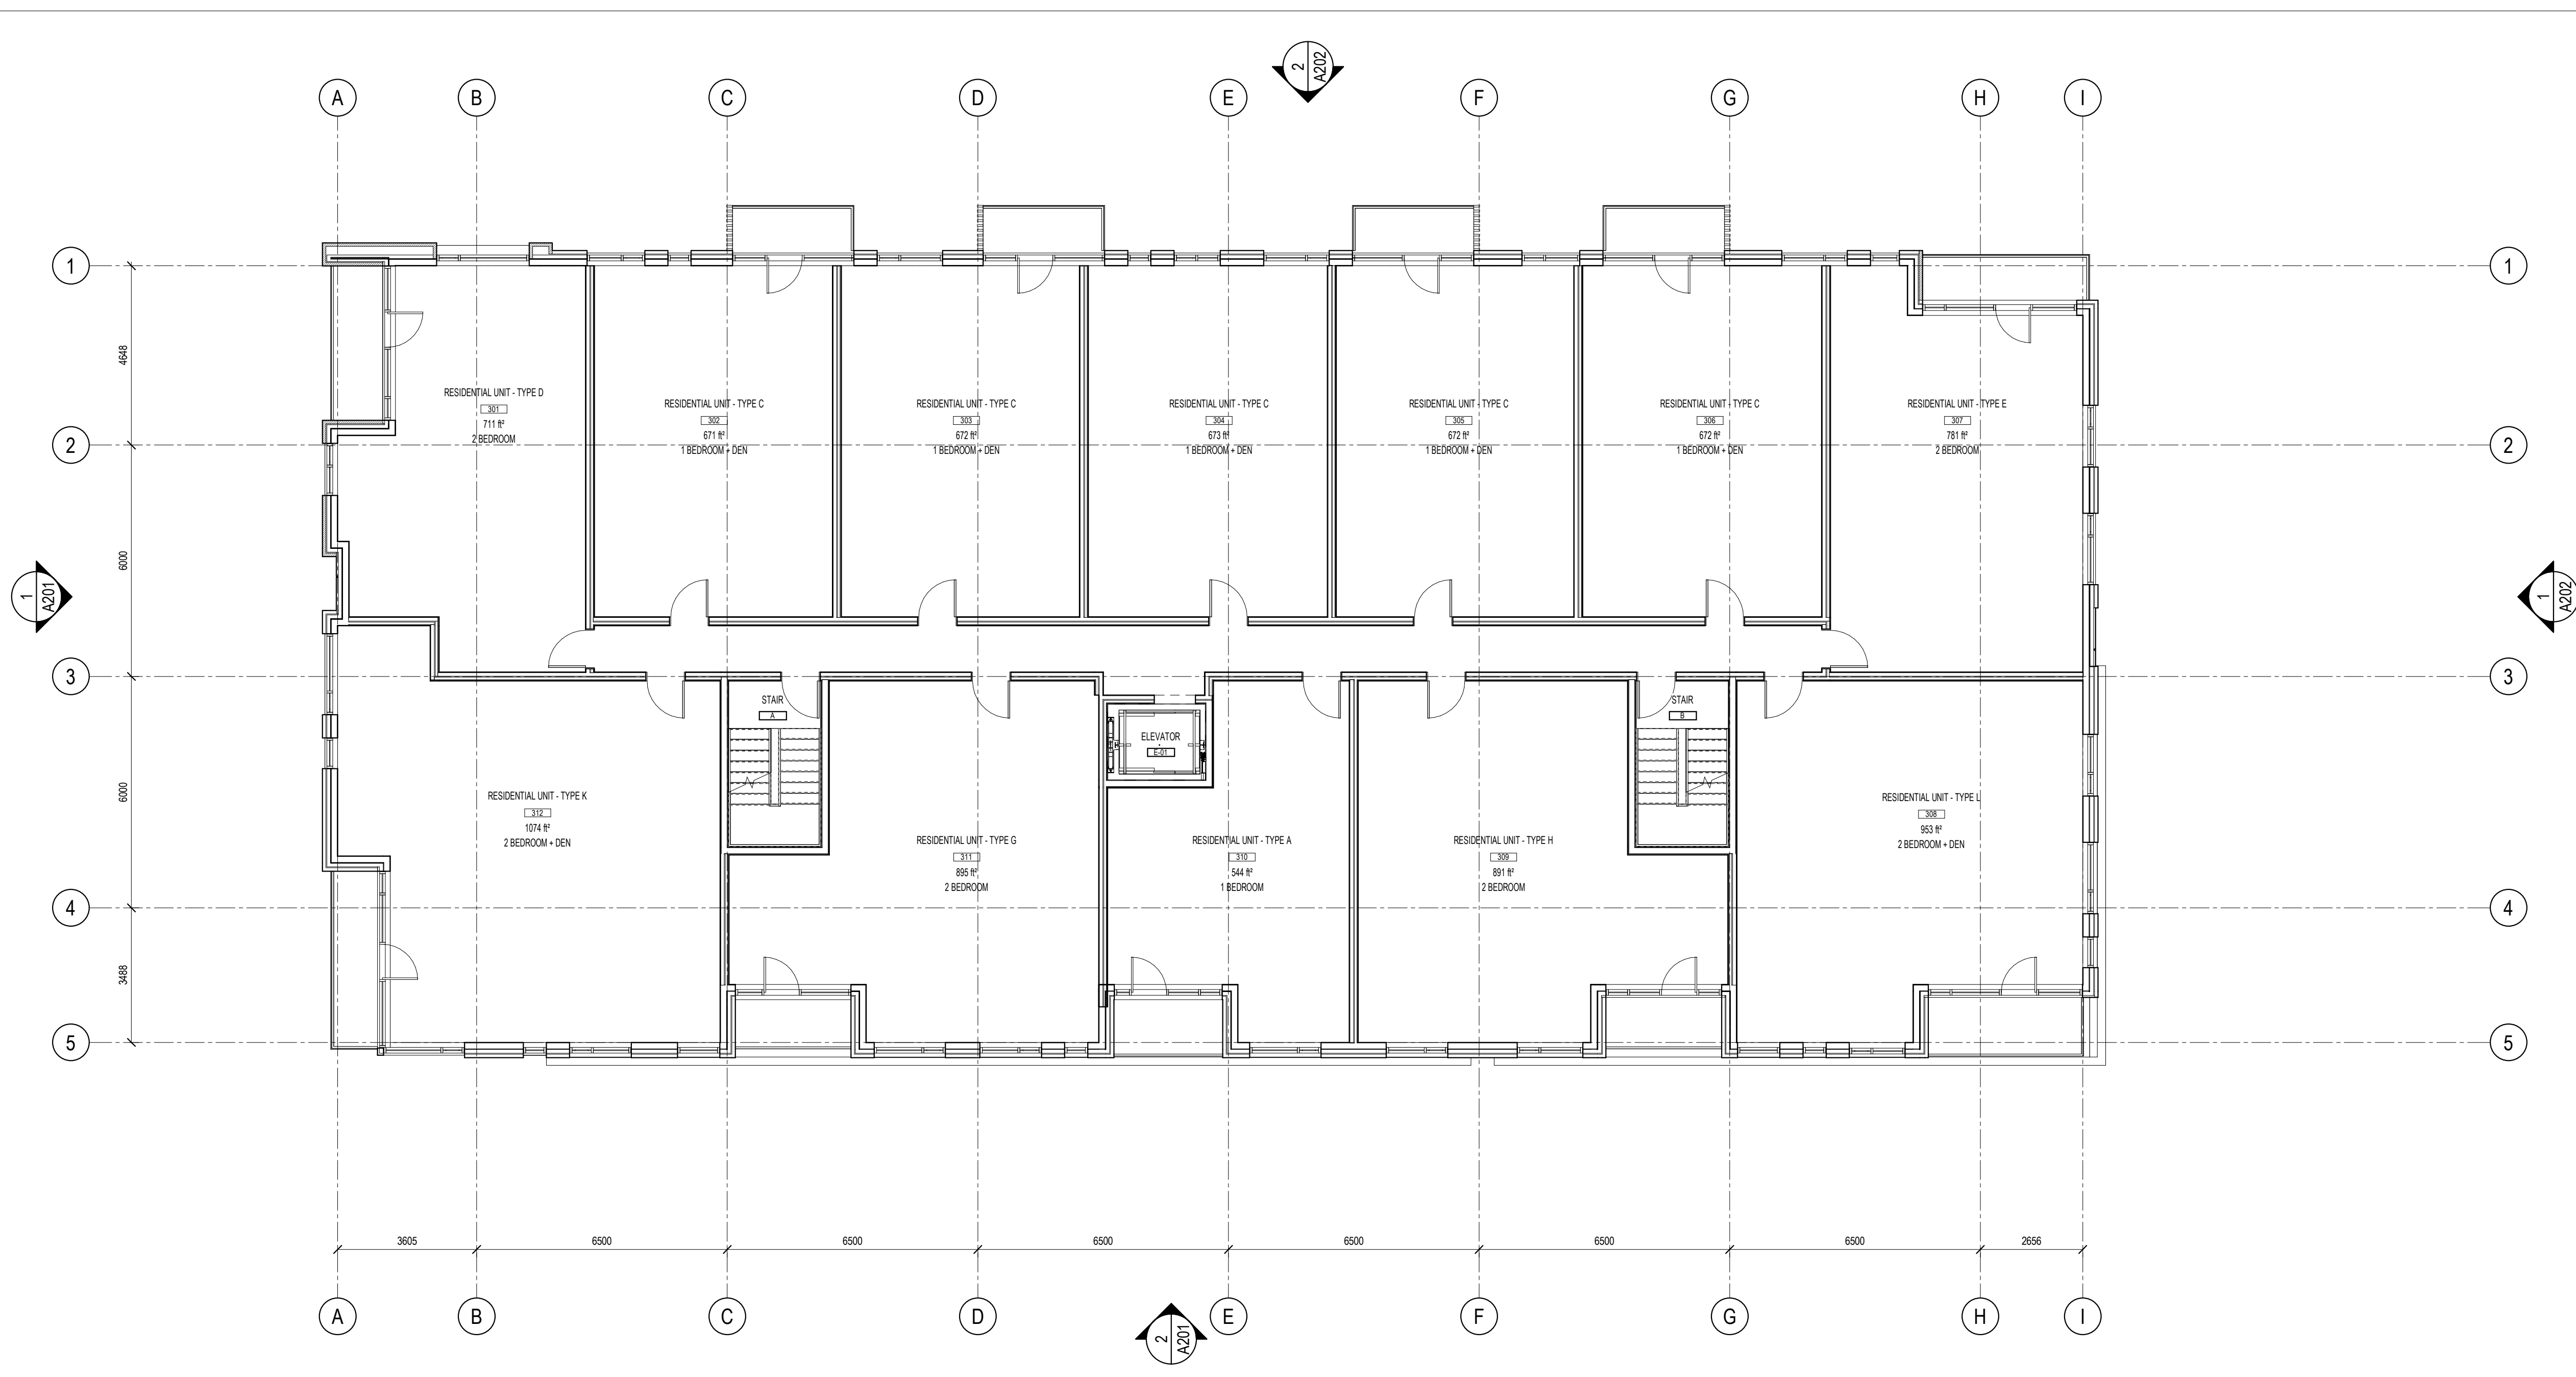 2
A202
A
B
C
D
E
F
G
H
I
1
1
4648
RESIDENTIAL UNIT - TYPE D
301
711 ft²
2 BEDROOM
RESIDENTIAL UNIT - TYPE C
302
671 ft²
1 BEDROOM + DEN
RESIDENTIAL UNIT - TYPE C
303
672 ft²
1 BEDROOM + DEN
RESIDENTIAL UNIT - TYPE C
304
673 ft²
1 BEDROOM + DEN
RESIDENTIAL UNIT - TYPE C
305
672 ft²
1 BEDROOM + DEN
RESIDENTIAL UNIT - TYPE C
306
672 ft²
1 BEDROOM + DEN
RESIDENTIAL UNIT - TYPE E
307
781 ft²
2 BEDROOM
2
2
6000
1
A201
1
A202
3
3
STAIR
A
ELEVATOR
E-01
STAIR
B
6000
RESIDENTIAL UNIT - TYPE K
312
1074 ft²
2 BEDROOM + DEN
RESIDENTIAL UNIT - TYPE G
311
895 ft²
2 BEDROOM
RESIDENTIAL UNIT - TYPE A
310
544 ft²
1 BEDROOM
RESIDENTIAL UNIT - TYPE H
309
891 ft²
2 BEDROOM
RESIDENTIAL UNIT - TYPE L
308
953 ft²
2 BEDROOM + DEN
4
4
3488
5
5
3605
6500
6500
6500
6500
6500
6500
2656
A
B
C
D
E
F
G
H
I
2
A201